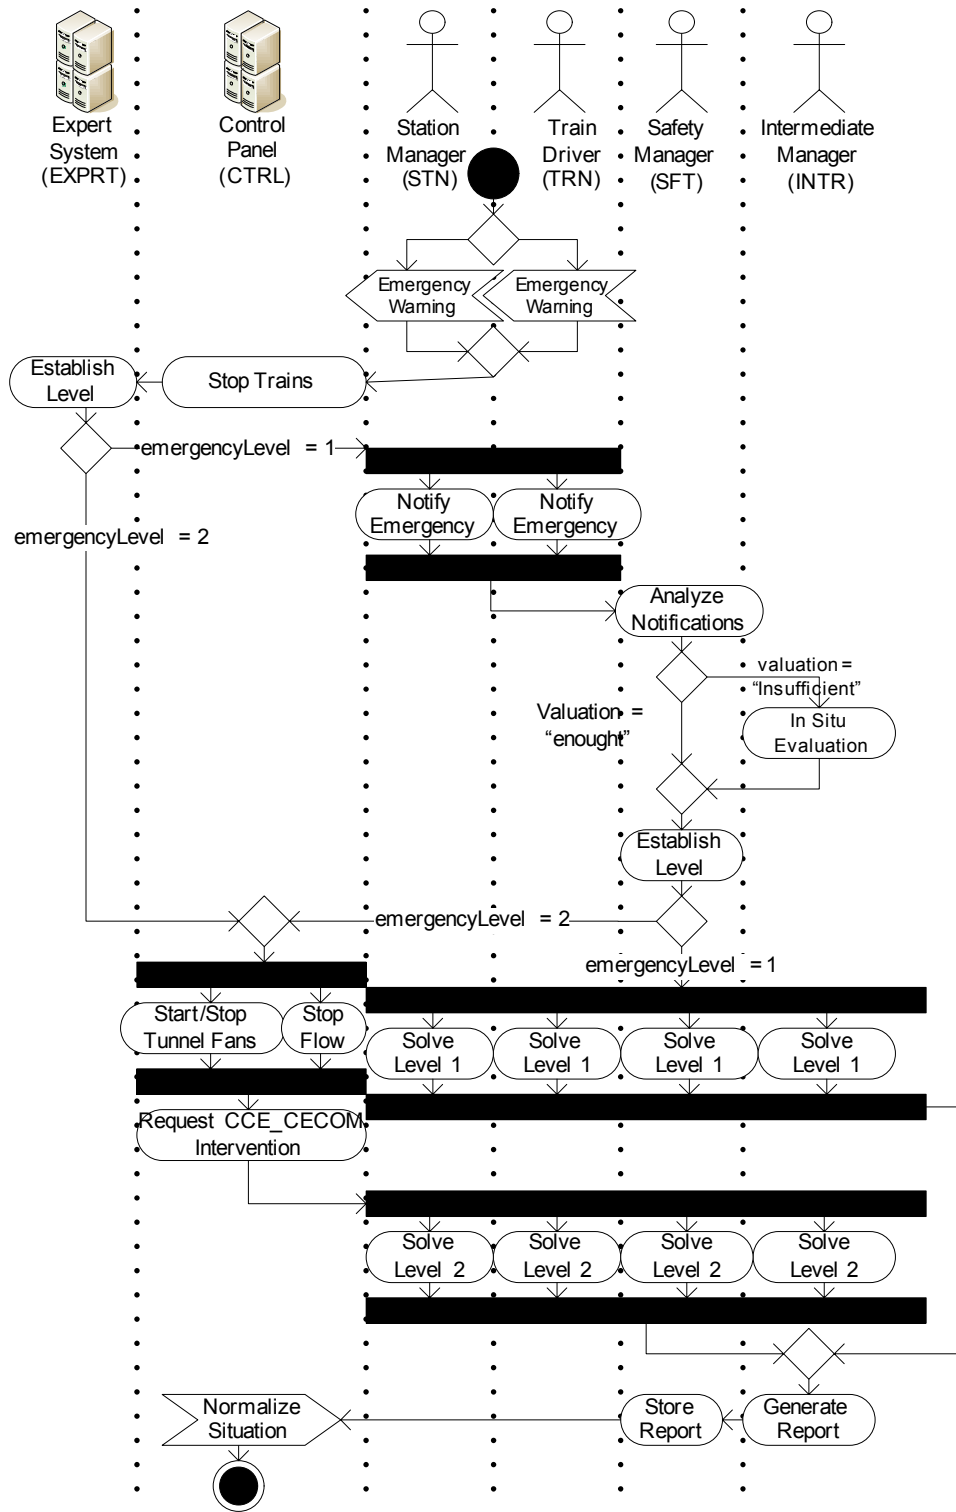 Expert
System
(EXPRT)
Control
Panel
(CTRL)
Station
Manager
(STN)
Train
Driver
(TRN)
Safety
Manager
(SFT)
Intermediate
Manager
(INTR)
Emergency
Warning
Emergency
Warning
Establish
Level
Stop Trains
emergencyLevel = 1
Notify
Emergency
Notify
Emergency
emergencyLevel = 2
Analyze
Notifications
valuation =
“Insufficient”
Valuation =
“enought”
In Situ
Evaluation
Establish
Level
emergencyLevel = 2
emergencyLevel = 1
Start/Stop
Tunnel Fans
Stop
Flow
Solve
Level 1
Solve
Level 1
Solve
Level 1
Solve
Level 1
Request CCE_CECOM
Intervention
Solve
Level 2
Solve
Level 2
Solve
Level 2
Solve
Level 2
Normalize
Situation
Store
Report
Generate
Report